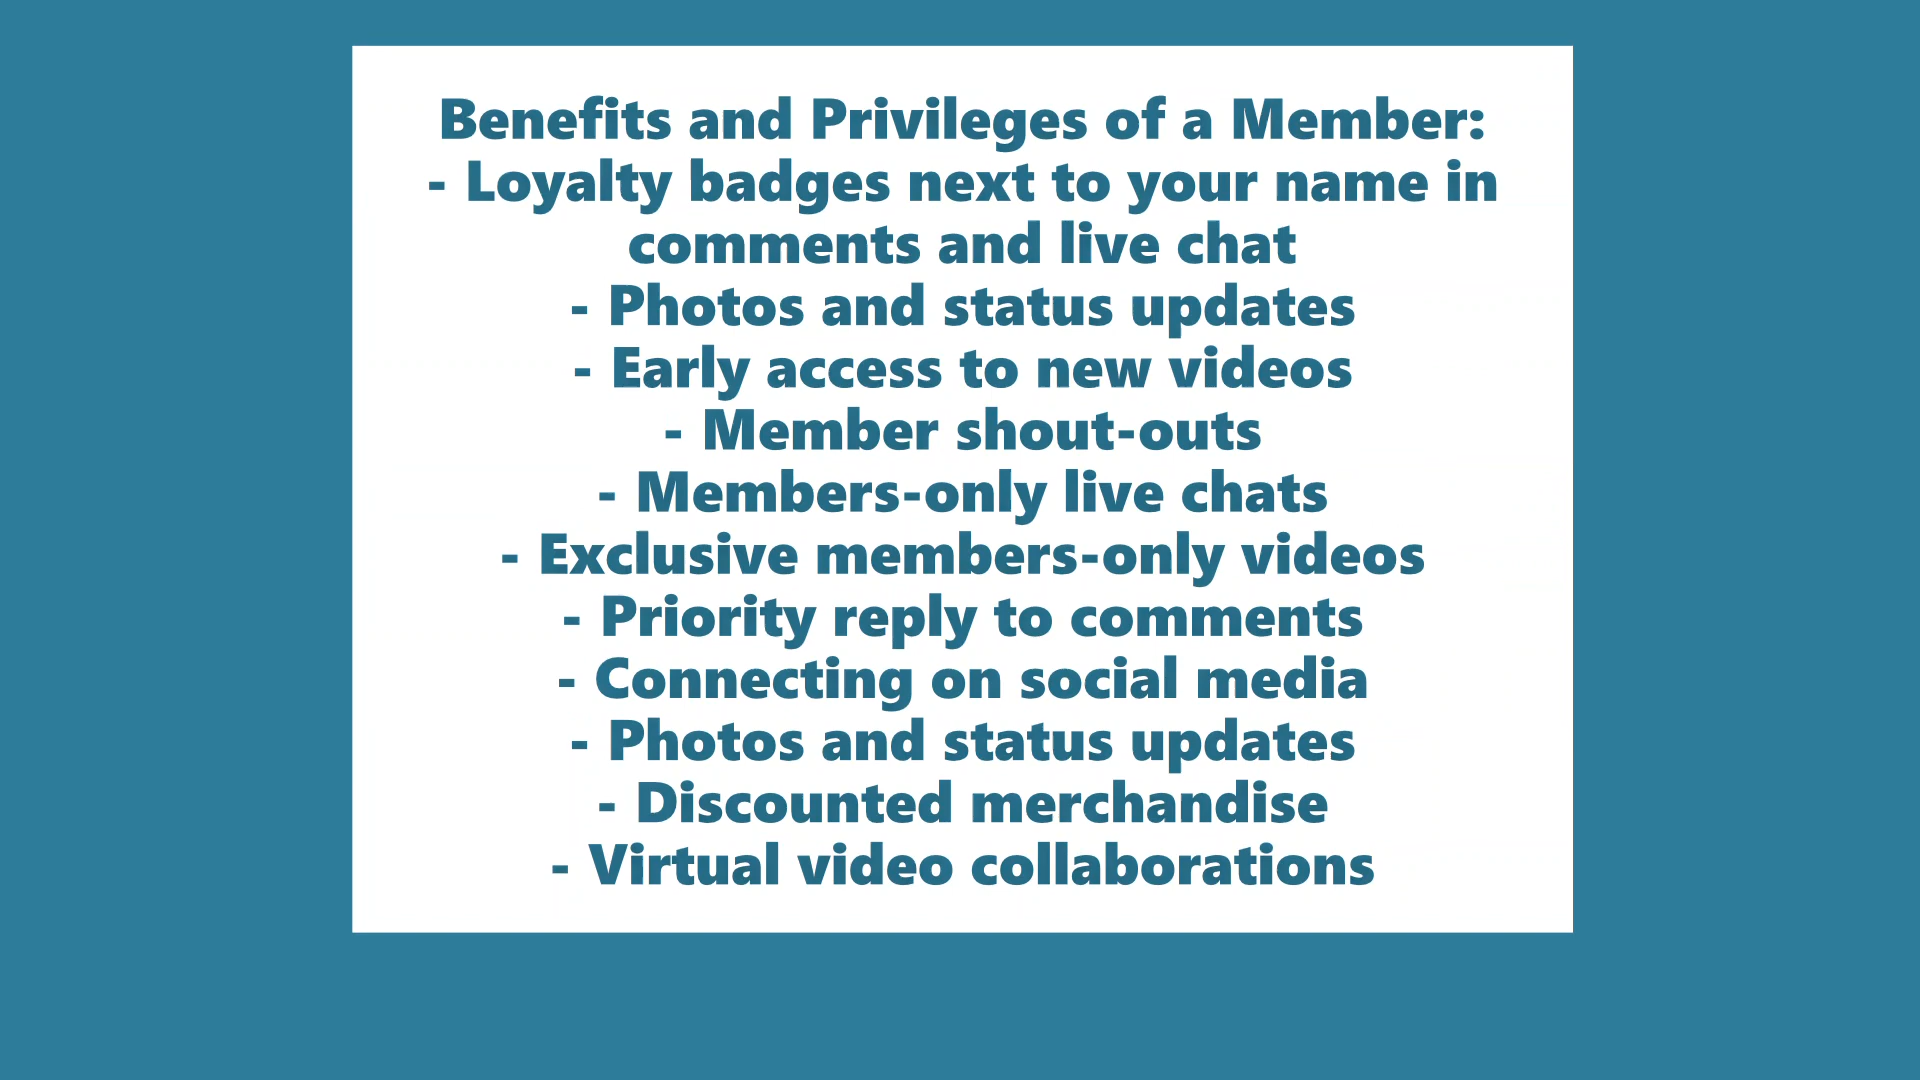 Benefits and Privileges of a Member:
- Loyalty badges next to your name in
comments and live chat
- Photos and status updates
- Early access to new videos
- Member shout-outs
- Members-only live chats
- Exclusive members-only videos
- Priority reply to comments
- Connecting on social media
- Photos and status updates
- Discounted merchandise
- Virtual video collaborations